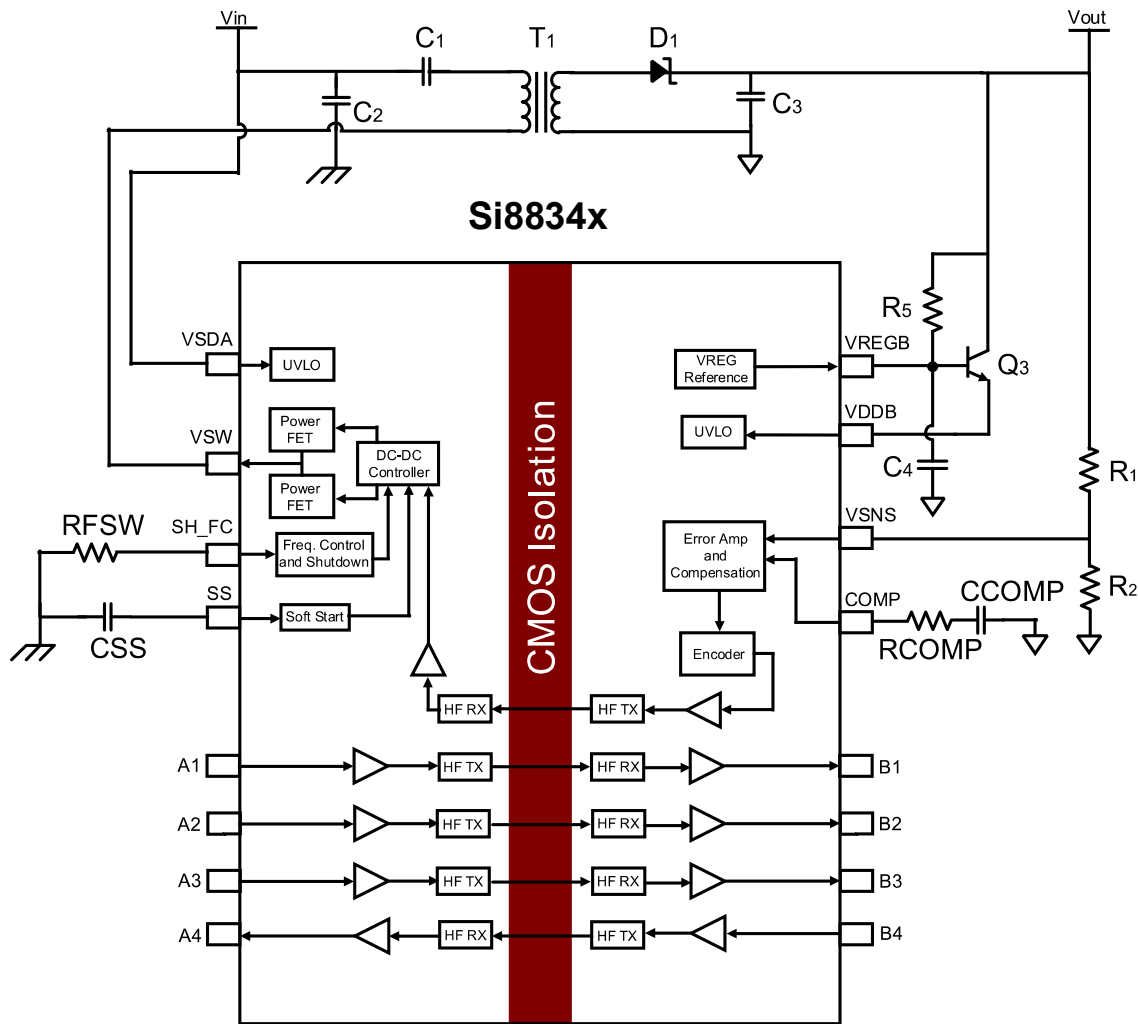 Vin
Vout
C1
T1
D1
C2
C3
Si8834x
VSDA
UVLO
VREG
Reference
VREGB
R5
Q3
VSW
Power
FET
Power
FET
DC-DC
Controller
UVLO
VDDB
C4
R1
RFSW
SH_FC
Freq. Control
and Shutdown
CMOS Isolation
Error Amp
and
Compensation
VSNS
R2
SS
Soft Start
CSS
COMP
CCOMP
RCOMP
Encoder
HF RX
HF TX
A1
HF TX
HF RX
B1
A2
HF TX
HF RX
B2
A3
HF TX
HF RX
B3
A4
HF RX
HF TX
B4